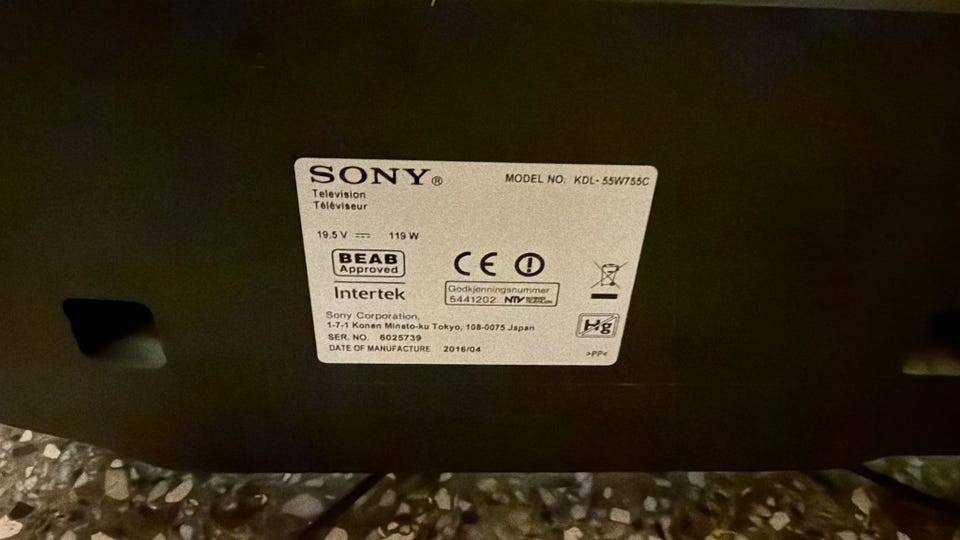 SONY®
MODEL NO. KDL-55W755C
Television
Téléviseur
19.5 V ⎓ 119 W
BEAB
Approved
Intertek
CE
Godkjenningsnummer
5441202 NTV
Hg
Sony Corporation,
1-7-1 Konan Minato-ku Tokyo, 108-0075 Japan
SER. NO. 6025739
DATE OF MANUFACTURE 2016/04
>PP<